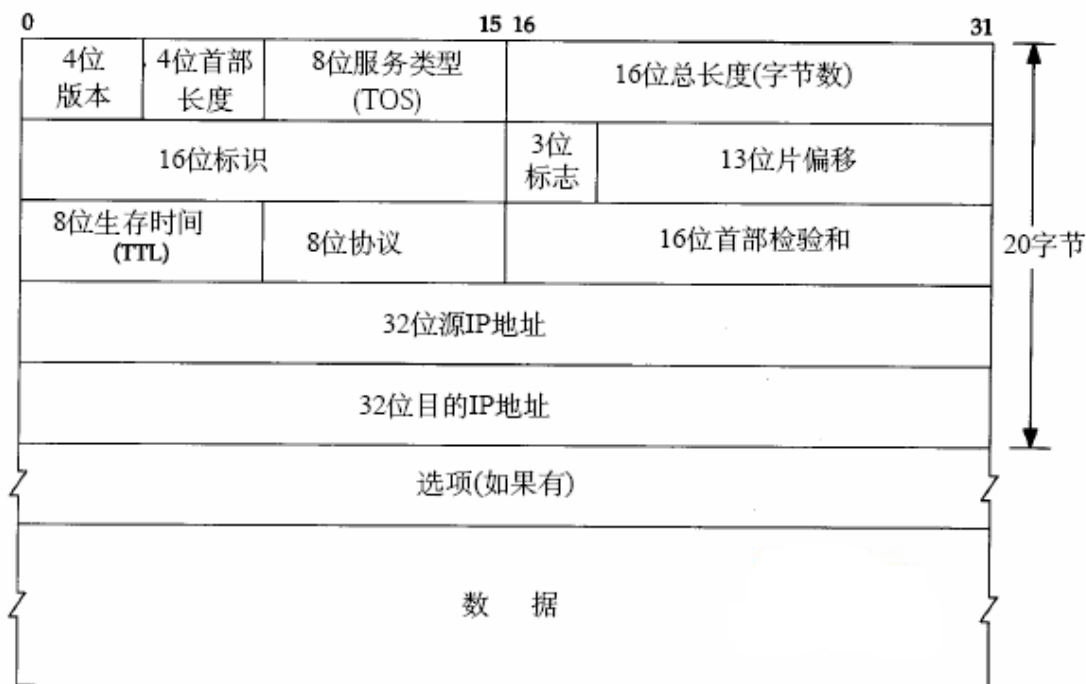 0 15 16 31
4位
版本
4位首部
长度
8位服务类型
(TOS)
16位总长度(字节数)
16位标识
3位
标志
13位片偏移
8位生存时间
(TTL)
8位协议
16位首部检验和
20字节
32位源IP地址
32位目的IP地址
选项(如果有)
数 据